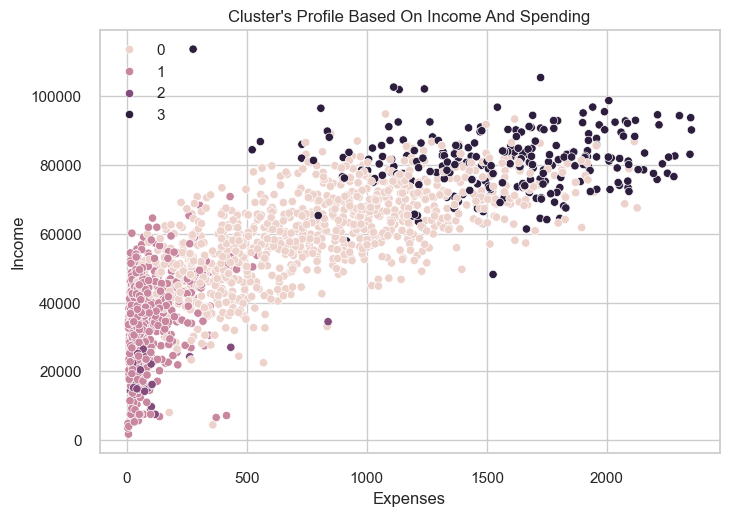 Cluster's Profile Based On Income And Spending
0
1
2
3
100000
80000
60000
40000
20000
0
Income
0 500 1000 1500 2000
Expenses